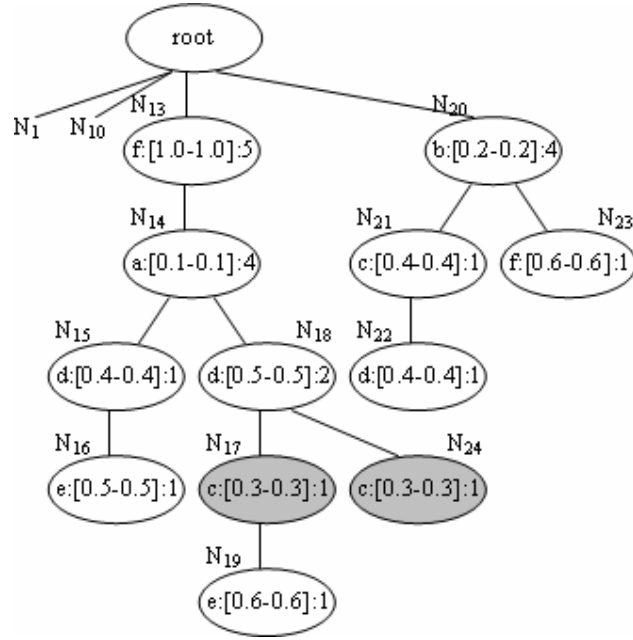 root
N1 N10 N13 N20
f:[1.0-1.0]:5 b:[0.2-0.2]:4
N14 N21 N23
a:[0.1-0.1]:4 c:[0.4-0.4]:1 f:[0.6-0.6]:1
N15 N18 N22
d:[0.4-0.4]:1 d:[0.5-0.5]:2 d:[0.4-0.4]:1
N16 N17 N24
e:[0.5-0.5]:1 c:[0.3-0.3]:1 c:[0.3-0.3]:1
N19
e:[0.6-0.6]:1